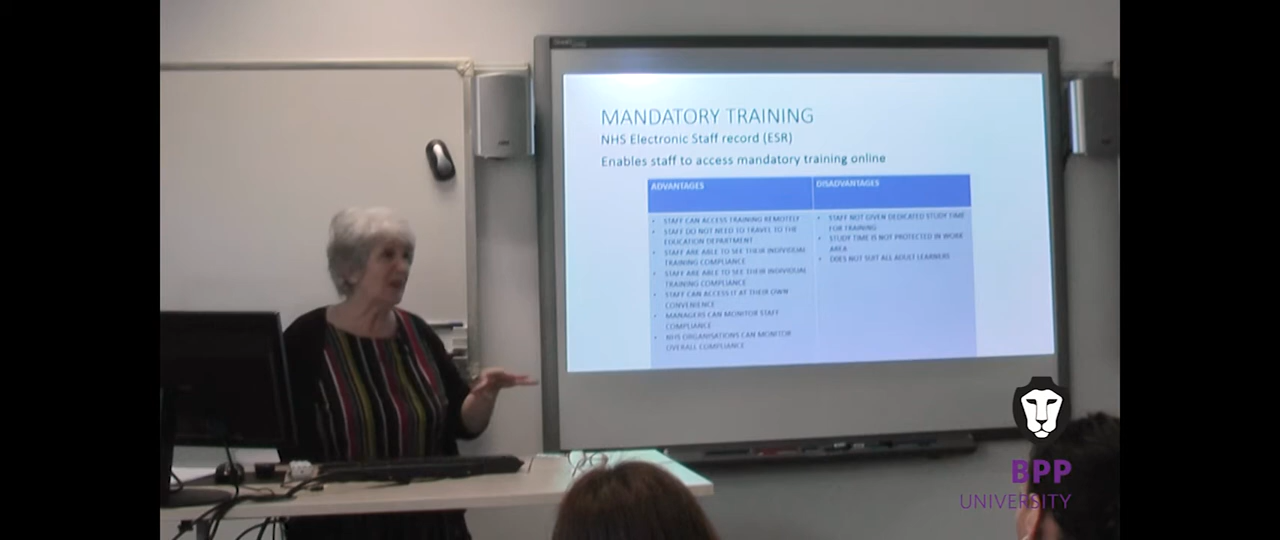 MANDATORY TRAINING
NHS Electronic Staff record (ESR)
Enables staff to access mandatory training online
ADVANTAGES
STAFF CAN ACCESS TRAINING REMOTELY
STAFF DO NOT NEED TO TRAVEL TO THE
EDUCATION DEPARTMENT
STAFF ARE ABLE TO SEE THEIR INDIVIDUAL
TRAINING COMPLIANCE
STAFF ARE ABLE TO SEE THEIR INDIVIDUAL
TRAINING COMPLIANCE
STAFF CAN ACCESS IT AT THEIR OWN
CONVENIENCE
MANAGERS CAN MONITOR STAFF
COMPLIANCE
NHS ORGANISATIONS CAN MONITOR
OVERALL COMPLIANCE
DISADVANTAGES
STAFF NOT GIVEN DEDICATED STUDY TIME
FOR TRAINING
STUDY TIME IS NOT PROTECTED IN WORK
AREA
DOES NOT SUIT ALL ADULT LEARNERS
BPP
UNIVERSITY